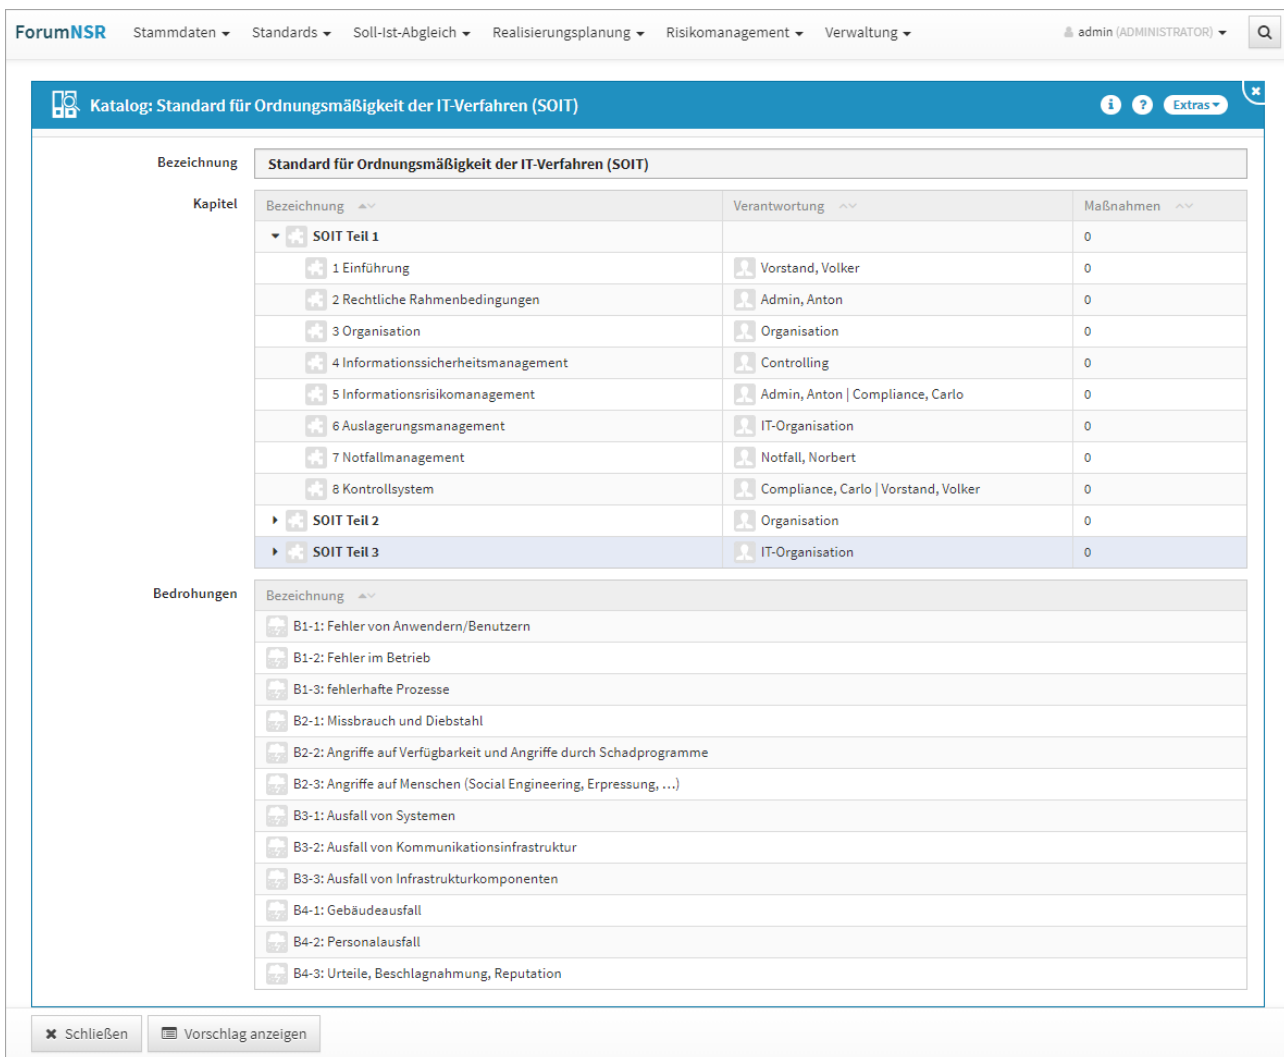 ForumNSR Stammdaten Standards Soll-Ist-Abgleich Realisierungsplanung Risikomanagement Verwaltung admin (ADMINISTRATOR)
Katalog: Standard für Ordnungsmäßigkeit der IT-Verfahren (SOIT) i ? Extras
Bezeichnung Standard für Ordnungsmäßigkeit der IT-Verfahren (SOIT)
Kapitel Bezeichnung Verantwortung Maßnahmen
SOIT Teil 1 0
1 Einführung Vorstand, Volker 0
2 Rechtliche Rahmenbedingungen Admin, Anton 0
3 Organisation Organisation 0
4 Informationssicherheitsmanagement Controlling 0
5 Informationsrisikomanagement Admin, Anton | Compliance, Carlo 0
6 Auslagerungsmanagement IT-Organisation 0
7 Notfallmanagement Notfall, Norbert 0
8 Kontrollsystem Compliance, Carlo | Vorstand, Volker 0
SOIT Teil 2 Organisation 0
SOIT Teil 3 IT-Organisation 0
Bedrohungen Bezeichnung
B1-1: Fehler von Anwendern/Benutzern
B1-2: Fehler im Betrieb
B1-3: fehlerhafte Prozesse
B2-1: Missbrauch und Diebstahl
B2-2: Angriffe auf Verfügbarkeit und Angriffe durch Schadprogramme
B2-3: Angriffe auf Menschen (Social Engineering, Erpressung, ...)
B3-1: Ausfall von Systemen
B3-2: Ausfall von Kommunikationsinfrastruktur
B3-3: Ausfall von Infrastrukturkomponenten
B4-1: Gebäudeausfall
B4-2: Personalausfall
B4-3: Urteile, Beschlagnahmung, Reputation
Schließen Vorschlag anzeigen